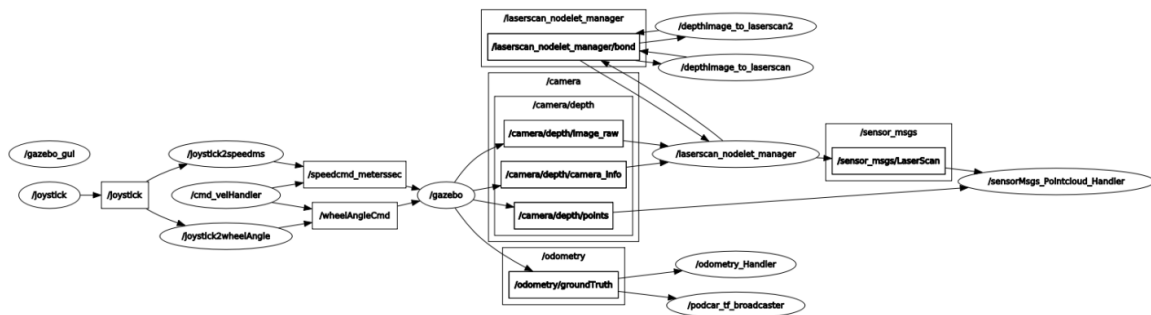 /laserscan_nodelet_manager
/depthimage_to_laserscan2
/laserscan_nodelet_manager/bond
/depthimage_to_laserscan
/camera
/camera/depth
/camera/depth/image_raw
/camera/depth/camera_info
/camera/depth/points
/gazebo_gui
/joystick
/joystick
/joystick2speedms
/cmd_velHandler
/joystick2wheelAngle
/speedcmd_meterssec
/wheelAngleCmd
/gazebo
/laserscan_nodelet_manager
/sensor_msgs
/sensor_msgs/LaserScan
/sensorMsgs_Pointcloud_Handler
/odometry
/odometry/groundTruth
/odometry_Handler
/podcar_tf_broadcaster